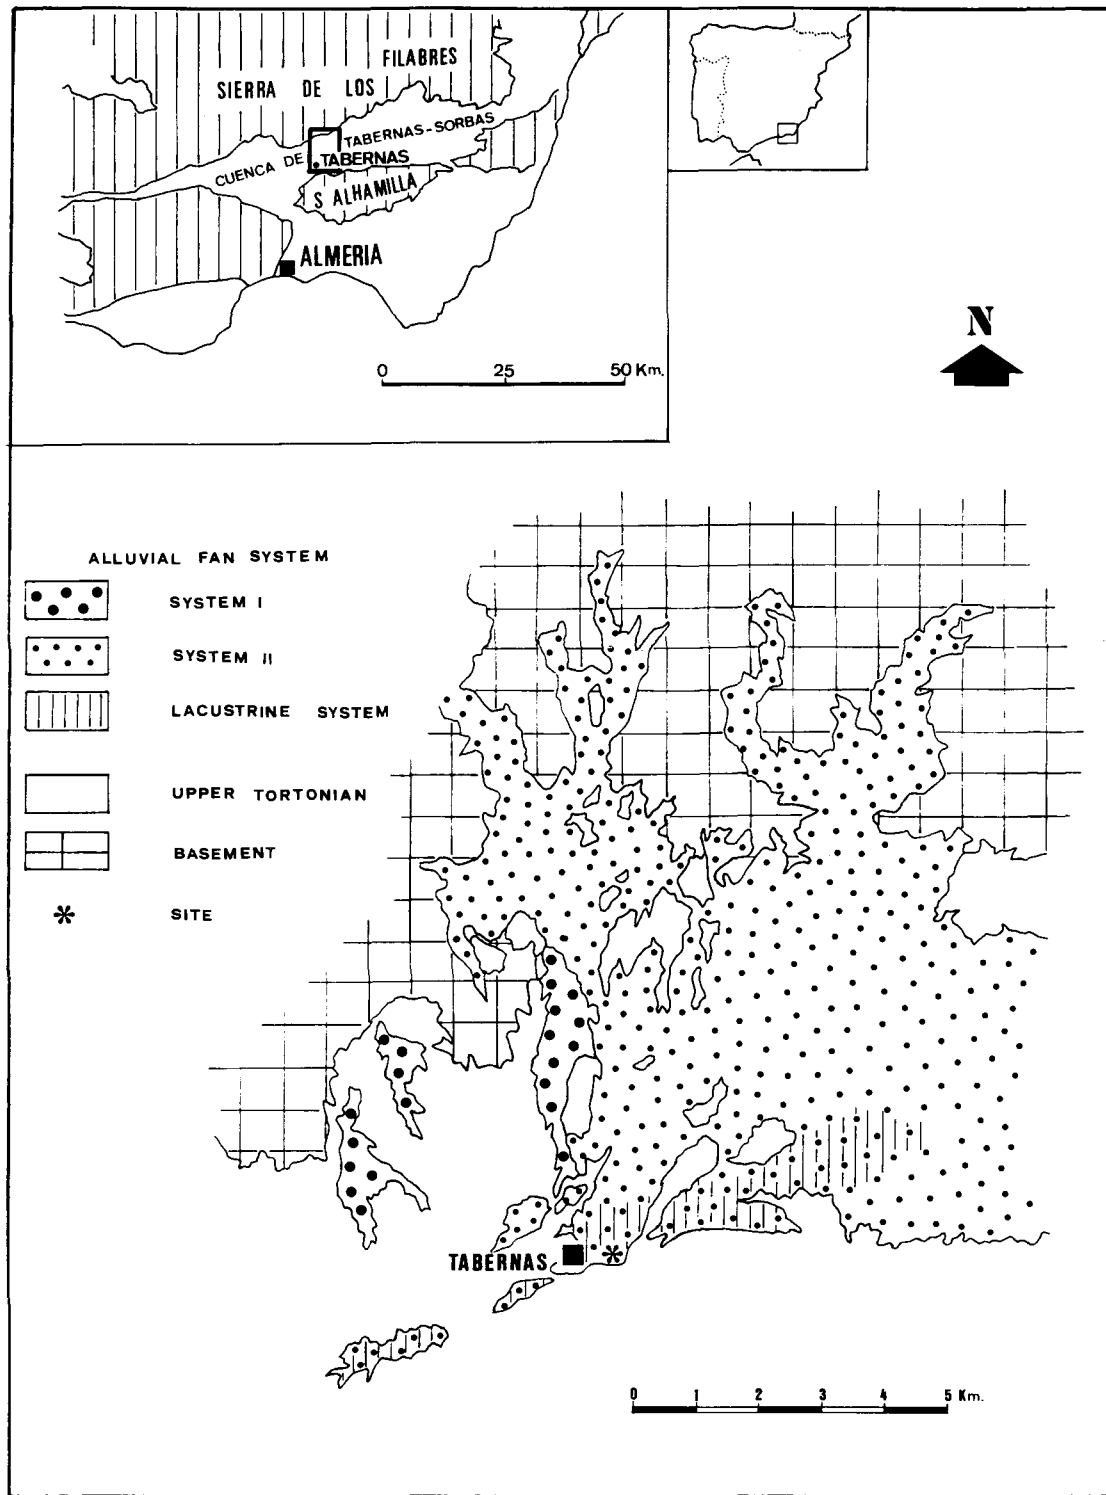 FILABRES
SIERRA DE LOS
TABERNAS-SORBAS
CUENCA DE
TABERNAS
S ALHAMILLA
ALMERIA
0 25 50 Km.
N
ALLUVIAL FAN SYSTEM
SYSTEM I
SYSTEM II
LACUSTRINE SYSTEM
UPPER TORTONIAN
BASEMENT
SITE
TABERNAS
0 1 2 3 4 5 Km.